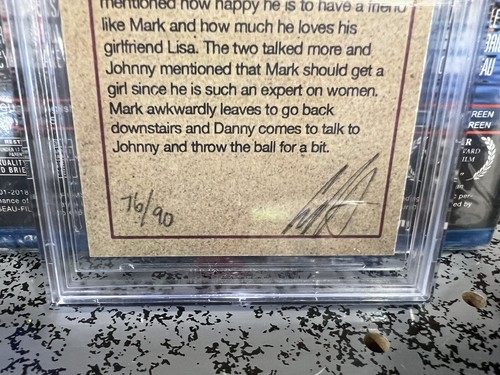 mentioned how happy he is to have a friend
like Mark and how much he loves his
girlfriend Lisa. The two talked more and
Johnny mentioned that Mark should get a
girl since he is such an expert on women.
Mark awkwardly leaves to go back
downstairs and Danny comes to talk to
Johnny and throw the ball for a bit.
76/90